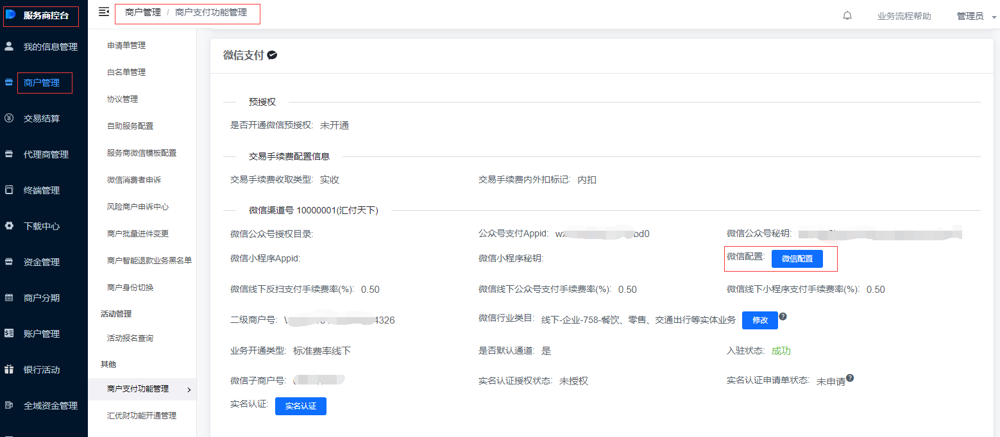 服务商控台
我的信息管理
商户管理
交易结算
代理商管理
终端管理
下载中心
资金管理
商户分期
账户管理
银行活动
全域资金管理
商户管理 / 商户支付功能管理
业务流程帮助
管理员
申请单管理
白名单管理
协议管理
自助服务配置
服务商微信模板配置
微信消费者申诉
风险商户申诉中心
商户批量进件变更
商户智能退款业务黑名单
商户身份切换
活动管理
活动报名查询
其他
商户支付功能管理
汇优财功能开通管理
微信支付
预授权
是否开通微信预授权: 未开通
交易手续费配置信息
交易手续费收取类型: 实收 交易手续费内外扣标记: 内扣
微信渠道号 10000001(汇付天下)
微信公众号授权目录: 公众号支付Appid: 微信公众号秘钥:
微信小程序Appid: 微信小程序秘钥: 微信配置: 微信配置
微信线下反扫支付手续费率(%): 0.50 微信线下公众号支付手续费率(%): 0.50 微信线下小程序支付手续费率(%): 0.50
二级商户号: 4326 微信行业类目: 线下-企业-758-餐饮、零售、交通出行等实体业务 修改
业务开通类型: 标准费率线下 是否默认通道: 是 入驻状态: 成功
微信子商户号: 实名认证授权状态: 未授权 实名认证申请单状态: 未申请
实名认证: 实名认证